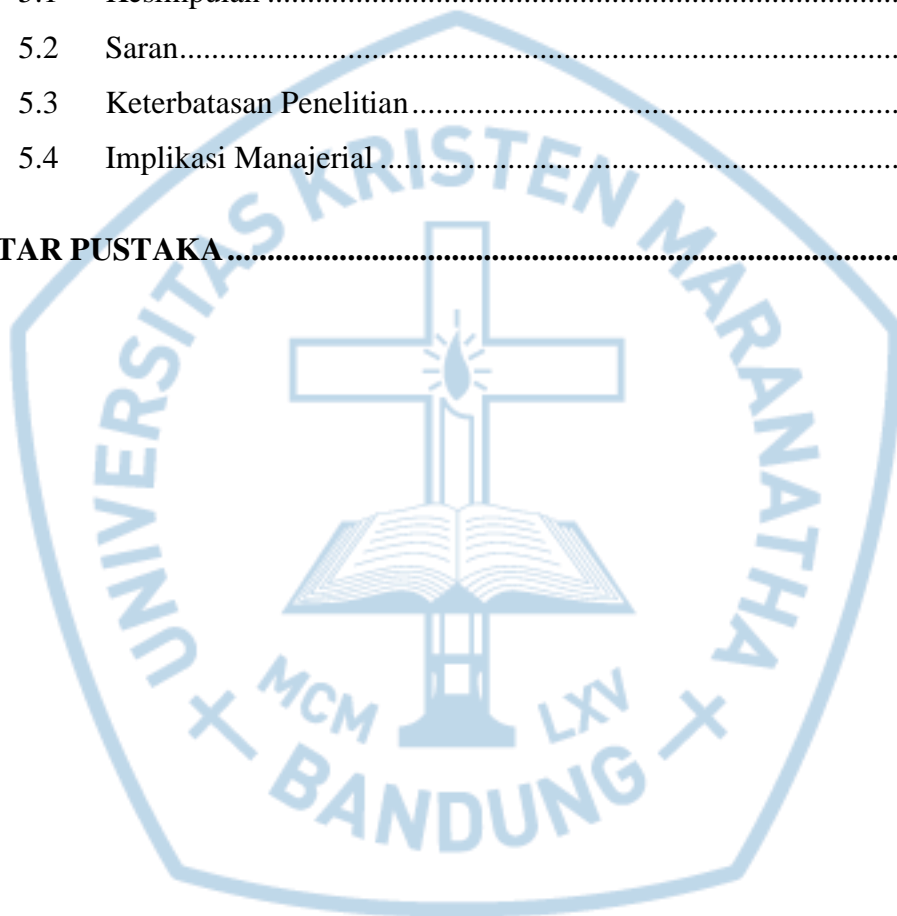 5.2 Saran..........................................................................................
5.3 Keterbatasan Penelitian..............................................................
5.4 Implikasi Manajerial..................................................................
TAR PUSTAKA..................................................................................
UNIVERSITAS KRISTEN MARANATHA
MCM LXV
BANDUNG